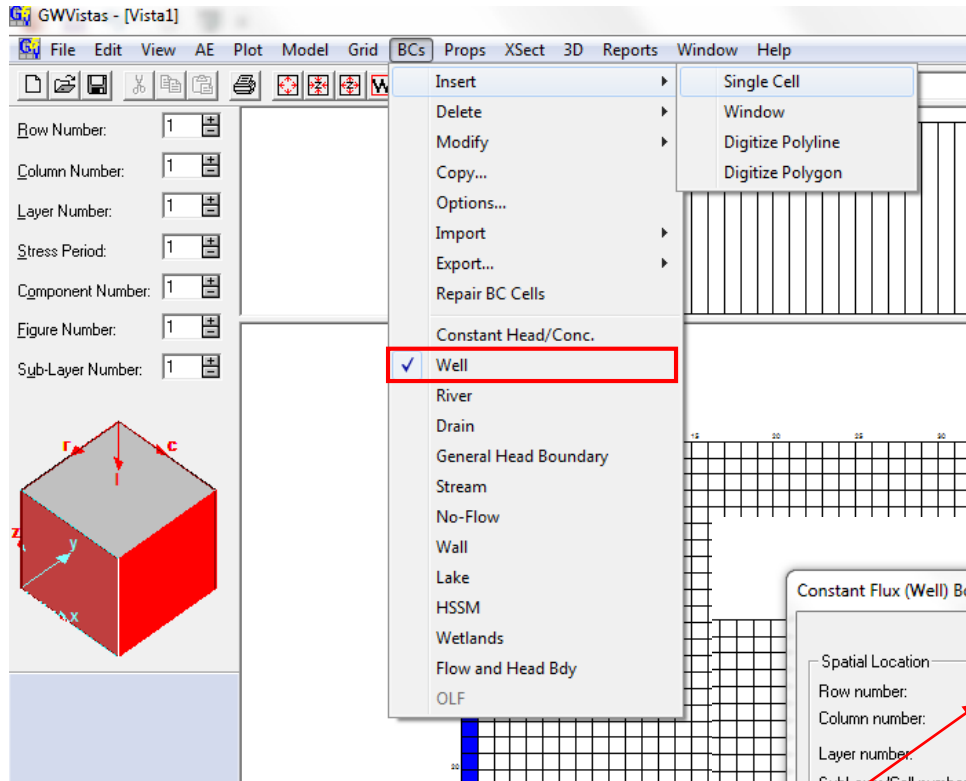 GWVistas - [Vista1]
File Edit View AE Plot Model Grid BCs Props XSect 3D Reports Window Help
W
Row Number: 1
Column Number: 1
Layer Number: 1
Stress Period: 1
Component Number: 1
Figure Number: 1
Sub-Layer Number: 1
Insert
Delete
Modify
Copy...
Options...
Import
Export...
Repair BC Cells
Constant Head/Conc.
✓ Well
River
Drain
General Head Boundary
Stream
No-Flow
Wall
Lake
HSSM
Wetlands
Flow and Head Bdy
OLF
Single Cell
Window
Digitize Polyline
Digitize Polygon
r
c
l
z
y
x
15 20 25 30
20
Constant Flux (Well) Bo
Spatial Location
Row number:
Column number:
Layer number: